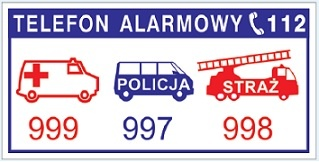 TELEFON ALARMOWY 112
POLICJA STRAŻ
999 997 998